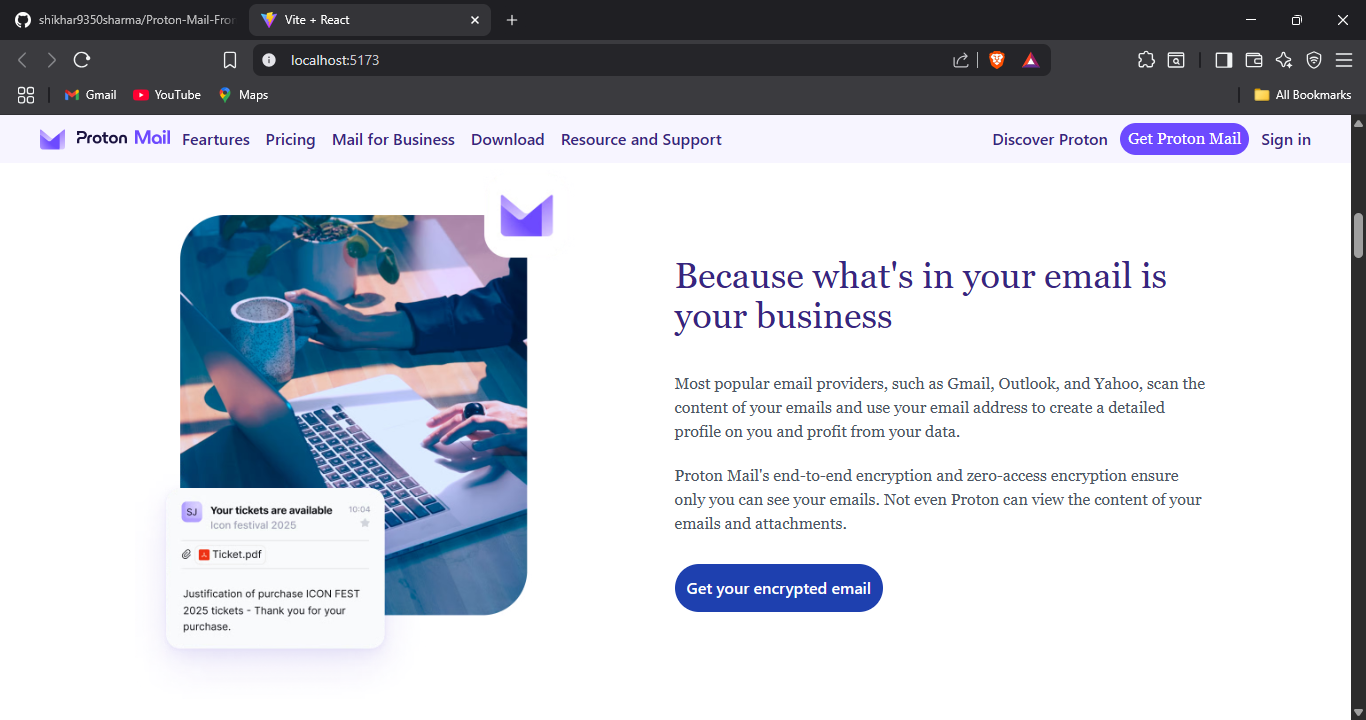 shikhar9350sharma/Proton-Mail-Fror
Vite + React
localhost:5173
Gmail
YouTube
Maps
All Bookmarks
Proton Mail
Feartures
Pricing
Mail for Business
Download
Resource and Support
Discover Proton
Get Proton Mail
Sign in
Because what's in your email is
your business
Most popular email providers, such as Gmail, Outlook, and Yahoo, scan the
content of your emails and use your email address to create a detailed
profile on you and profit from your data.
Proton Mail's end-to-end encryption and zero-access encryption ensure
only you can see your emails. Not even Proton can view the content of your
emails and attachments.
Get your encrypted email
SJ
Your tickets are available
10:04
Icon festival 2025
Ticket.pdf
Justification of purchase ICON FEST
2025 tickets - Thank you for your
purchase.